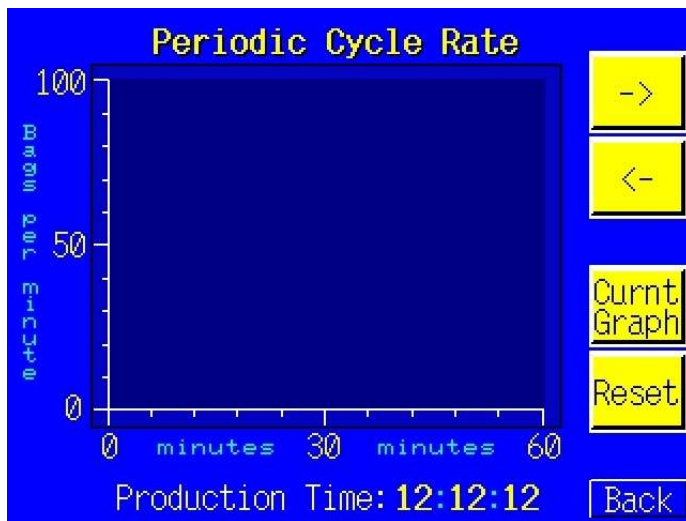 Periodic Cycle Rate
100
50
0
Bags per minute
0 minutes 30 minutes 60
Production Time: 12:12:12
->
<-
Curnt
Graph
Reset
Back